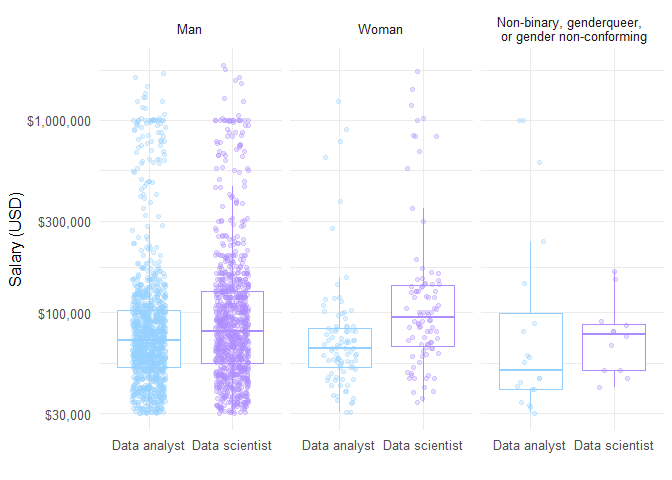 Man
Woman
Non-binary, genderqueer,
or gender non-conforming
Salary (USD)
$1,000,000
$300,000
$100,000
$30,000
Data analyst Data scientist
Data analyst Data scientist
Data analyst Data scientist